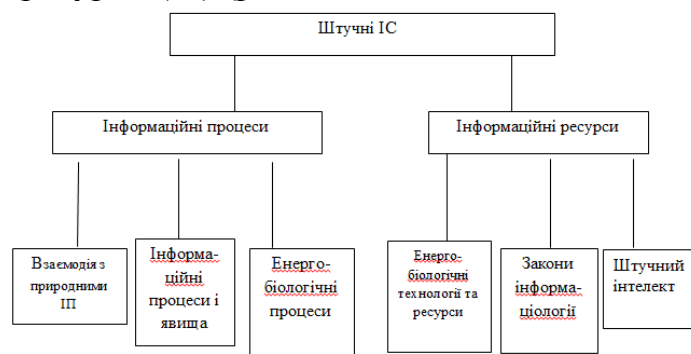 Штучні ІС
Інформаційні процеси
Інформаційні ресурси
Взаємодія з
природними
ІП
Інформа-
ційні
процеси і
явища
Енерго-
біологічні
процеси
Енерго-
біологічні
технології та
ресурси
Закони
інформа-
ціології
Штучний
інтелект